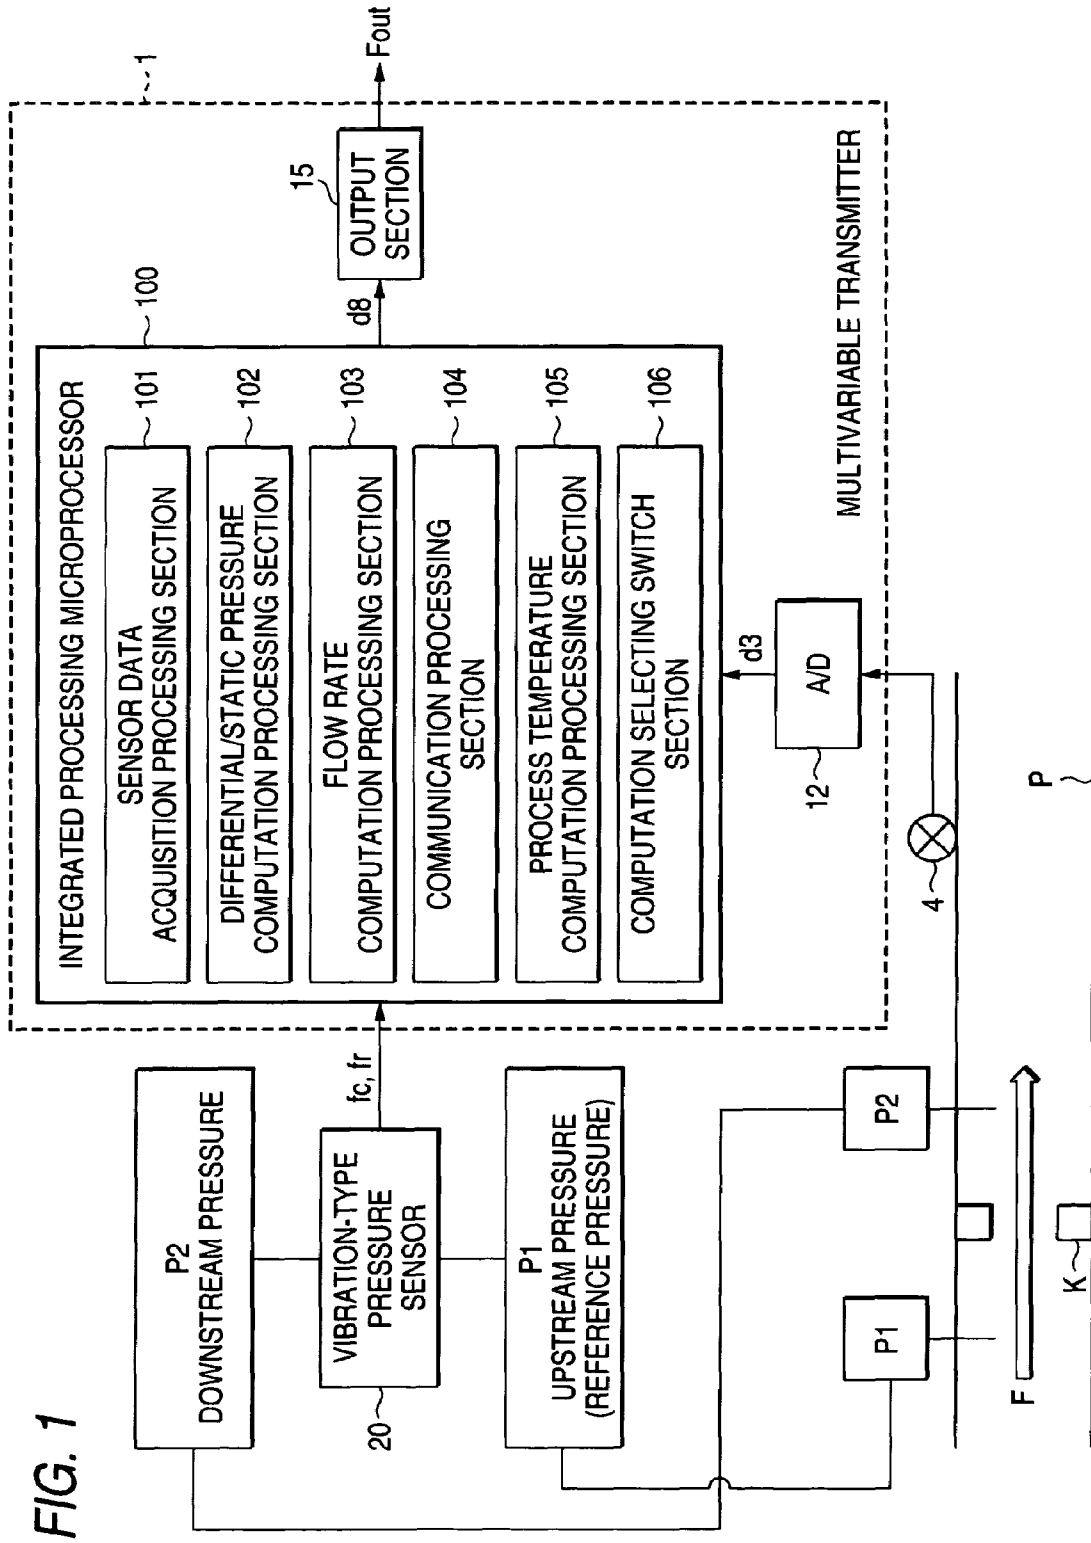 FIG. 1
P2
DOWNSTREAM PRESSURE
VIBRATION-TYPE
PRESSURE
SENSOR
20
P1
UPSTREAM PRESSURE
(REFERENCE PRESSURE)
fc, fr
INTEGRATED PROCESSING MICROPROCESSOR
100
SENSOR DATA
ACQUISITION PROCESSING SECTION
101
DIFFERENTIAL/STATIC PRESSURE
COMPUTATION PROCESSING SECTION
102
FLOW RATE
COMPUTATION PROCESSING SECTION
103
COMMUNICATION PROCESSING
SECTION
104
PROCESS TEMPERATURE
COMPUTATION PROCESSING SECTION
105
COMPUTATION SELECTING SWITCH
SECTION
106
d8
15
OUTPUT
SECTION
Fout
1
d3
A/D
12
MULTIVARIABLE TRANSMITTER
P1
P2
4
F
K
P